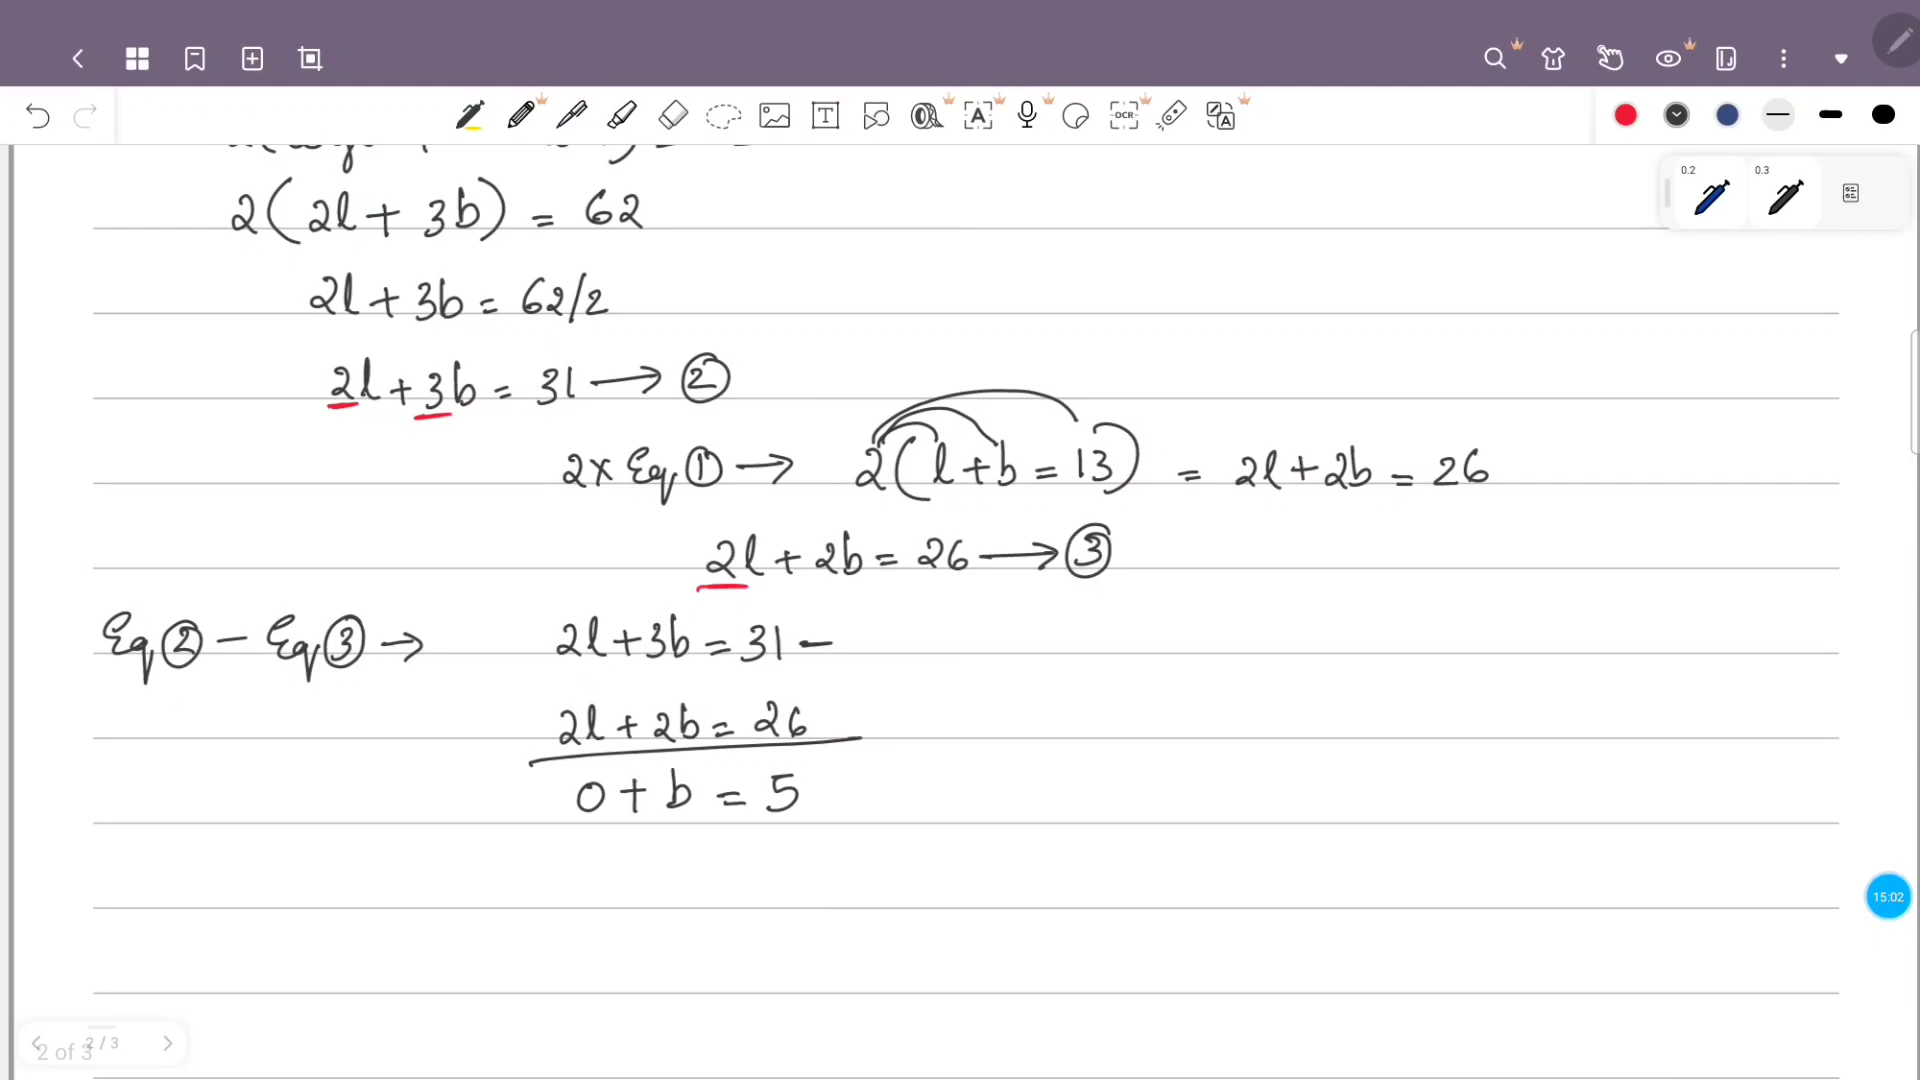 0.2 0.3
2(2l + 3b) = 62
2l + 3b = 62/2
2l + 3b = 31 → ②
2x Eq ① → 2(l + b = 13) = 2l + 2b = 26
2l + 2b = 26 → ③
Eq ② - Eq ③ → 2l + 3b = 31 -
2l + 2b = 26
0 + b = 5
15:02
2 / 3
2 of 3